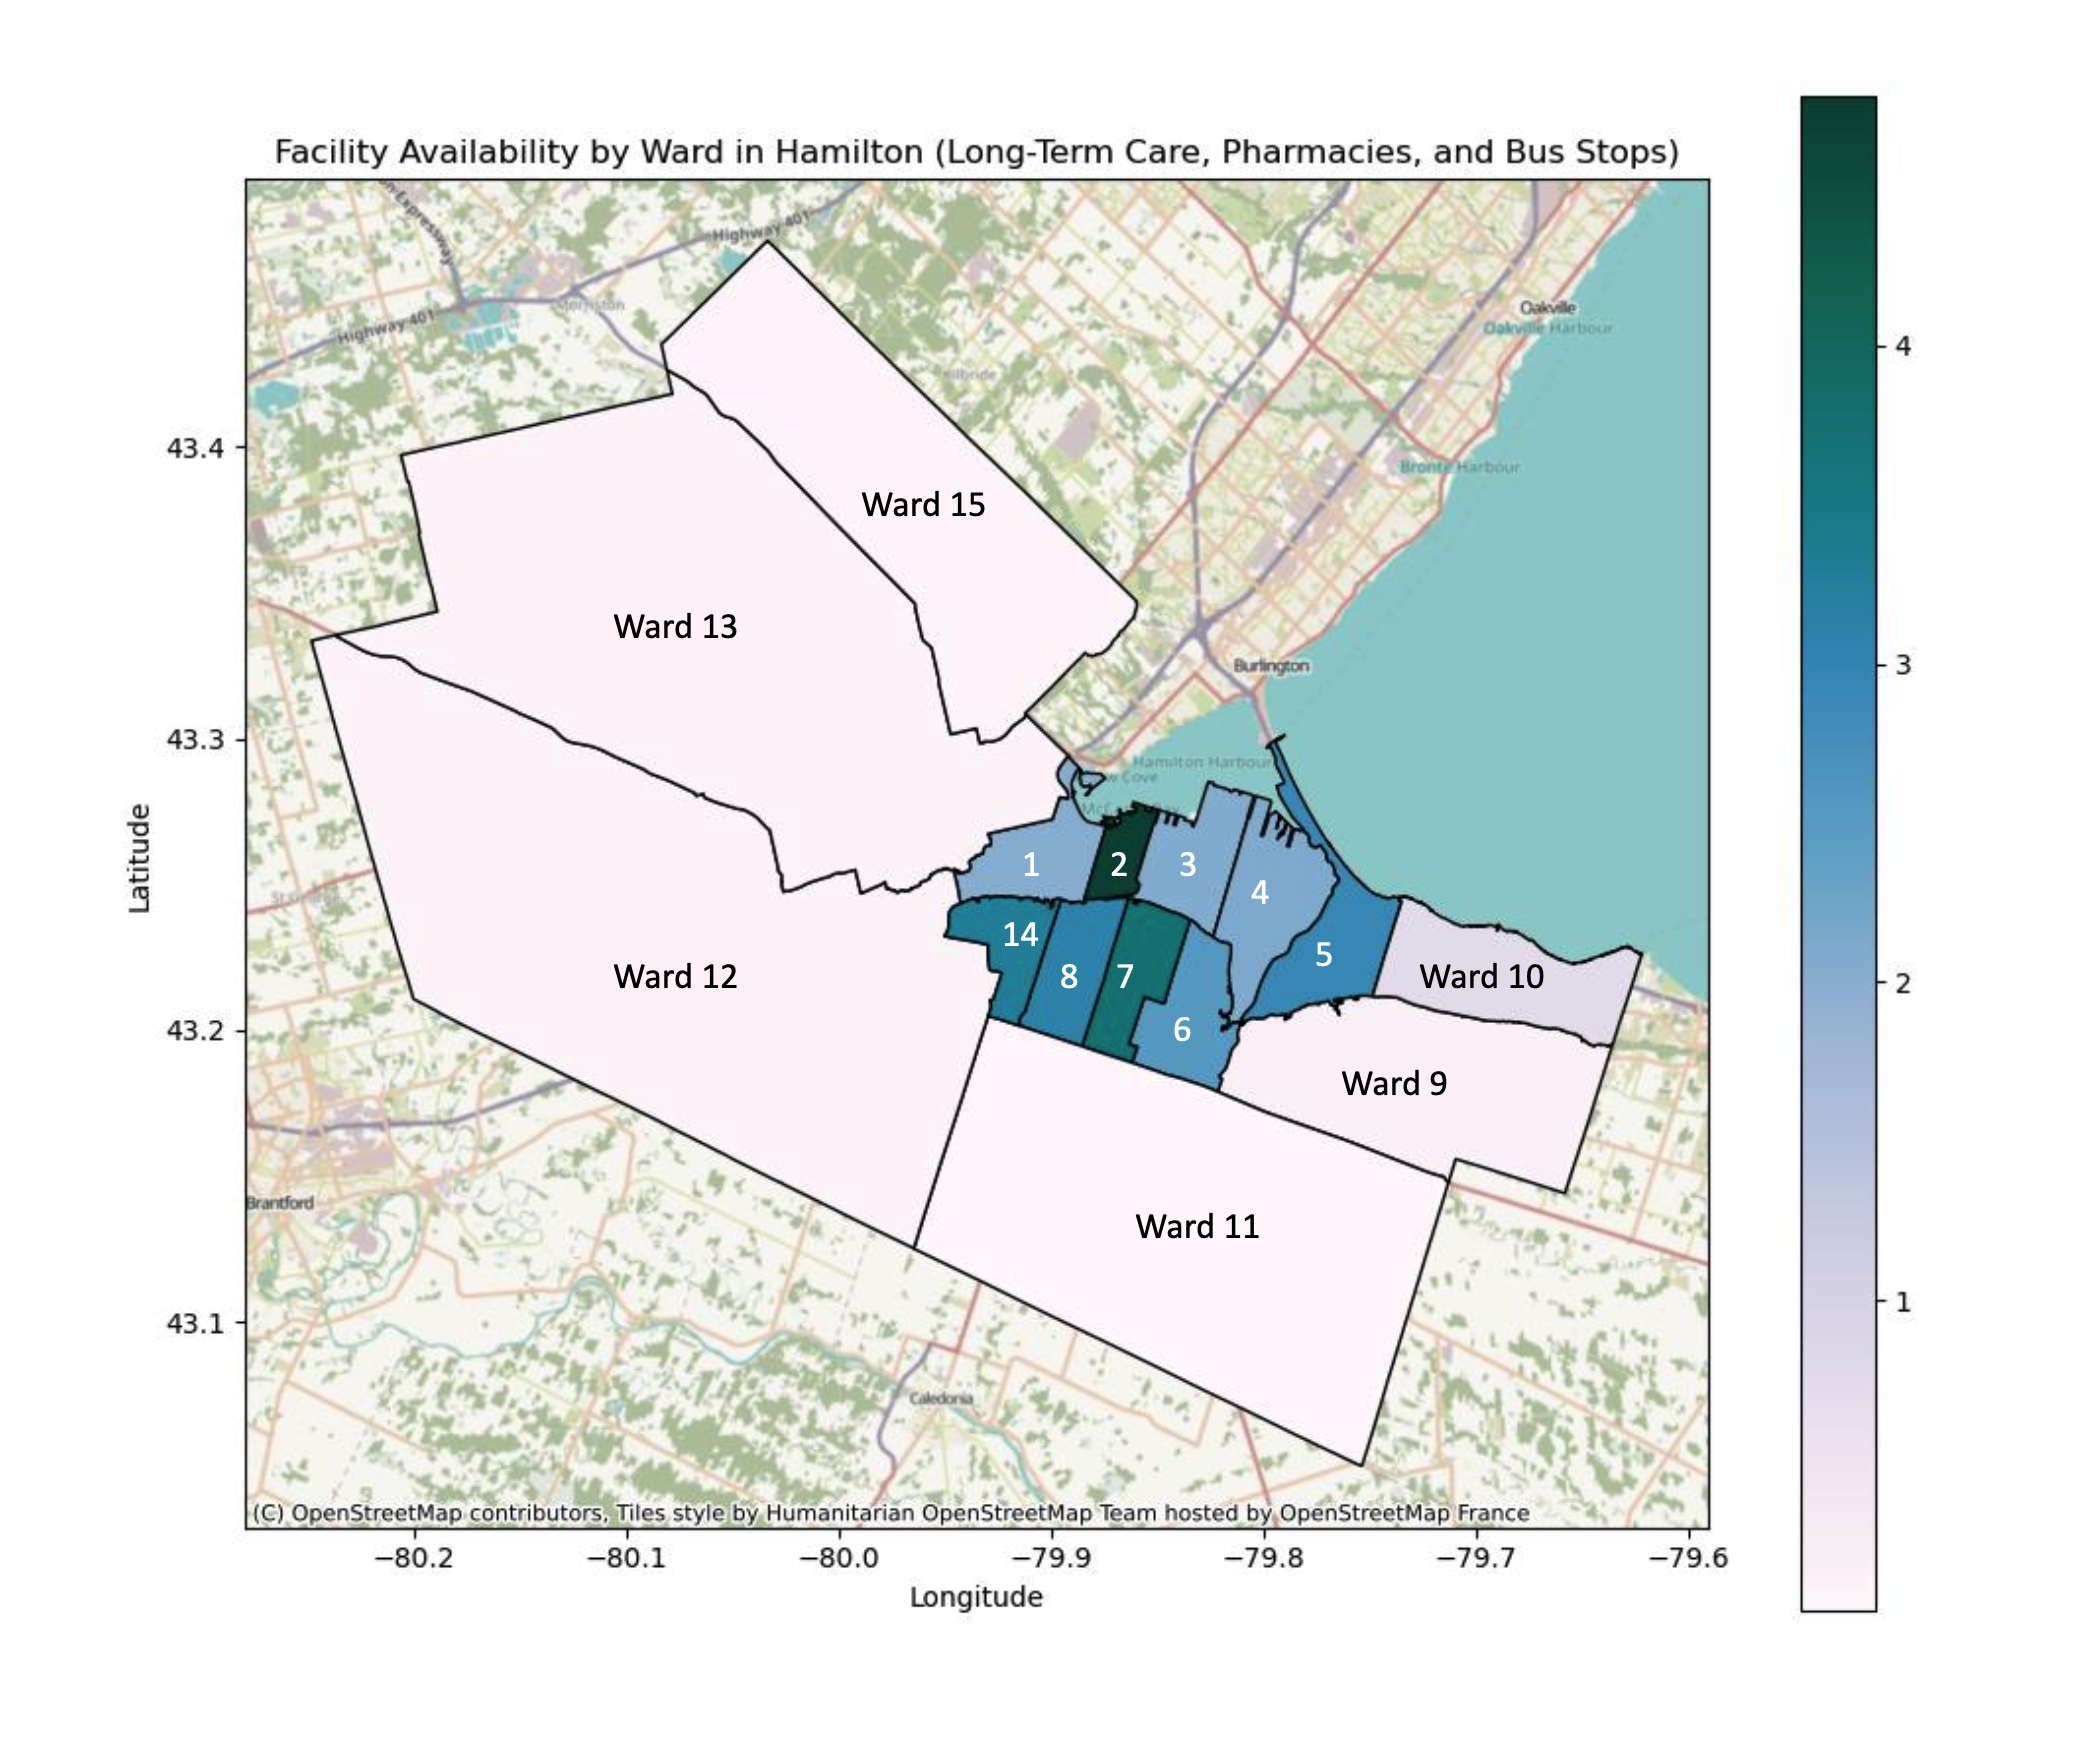 Facility Availability by Ward in Hamilton (Long-Term Care, Pharmacies, and Bus Stops)
Highway 401
Highway 401
Morriston
Oakville
Oakville Harbour
4
43.4
Bronte Harbour
Ward 15
Ward 13
Burlington
3
43.3
Hamilton Harbour
Cove
1
2
3
4
Latitude
14
5
8
7
Ward 12
Ward 10
2
6
43.2
Ward 9
Brantford
Ward 11
1
43.1
Caledonia
(C) OpenStreetMap contributors, Tiles style by Humanitarian OpenStreetMap Team hosted by OpenStreetMap France
−80.2
−80.1
−80.0
−79.9
−79.8
−79.7
−79.6
Longitude